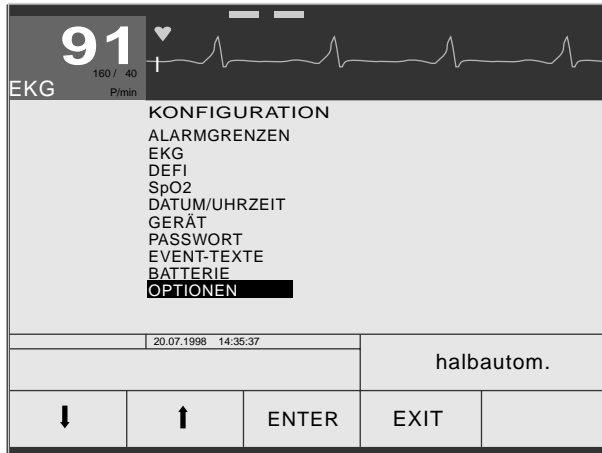 91
160 / 40
EKG P/min
KONFIGURATION
ALARMGRENZEN
EKG
DEFI
SpO2
DATUM/UHRZEIT
GERÄT
PASSWORT
EVENT-TEXTE
BATTERIE
OPTIONEN
20.07.1998 14:35:37
halbautom.
ENTER EXIT